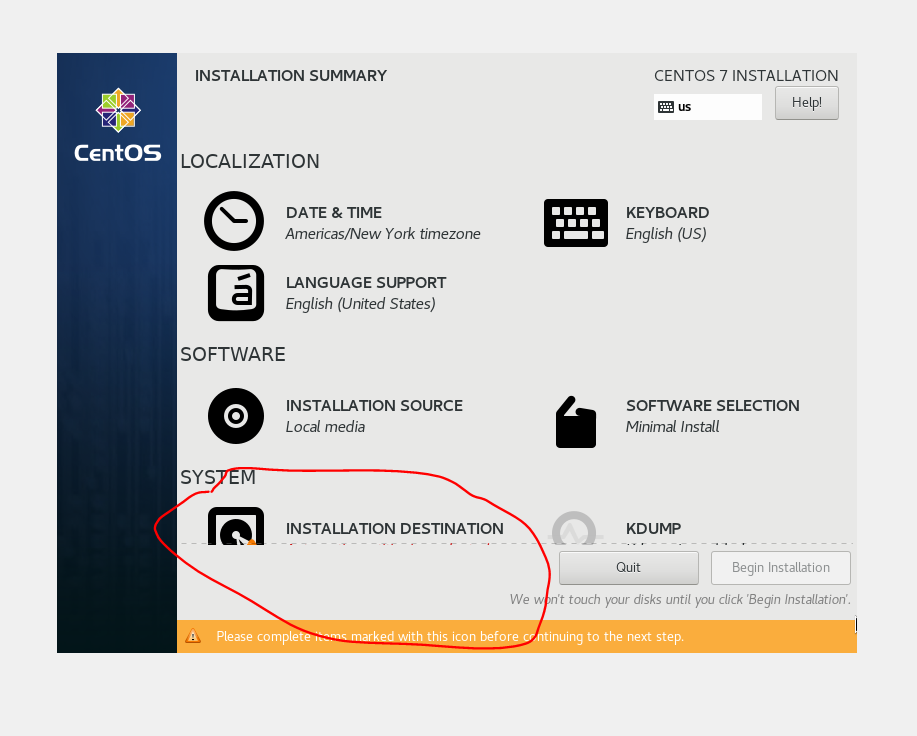 INSTALLATION SUMMARY
CENTOS 7 INSTALLATION
us
Help!
CentOS
LOCALIZATION
DATE & TIME
Americas/New York timezone
KEYBOARD
English (US)
LANGUAGE SUPPORT
English (United States)
SOFTWARE
INSTALLATION SOURCE
Local media
SOFTWARE SELECTION
Minimal Install
SYSTEM
INSTALLATION DESTINATION
KDUMP
Quit
Begin Installation
We won't touch your disks until you click 'Begin Installation'.
Please complete items marked with this icon before continuing to the next step.